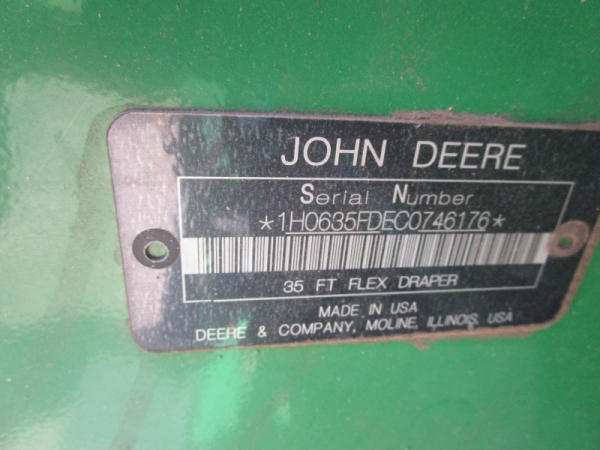 JOHN DEERE
Serial Number
*1H0635FDEC0746176*
35 FT FLEX DRAPER
MADE IN USA
DEERE & COMPANY, MOLINE, ILLINOIS, USA